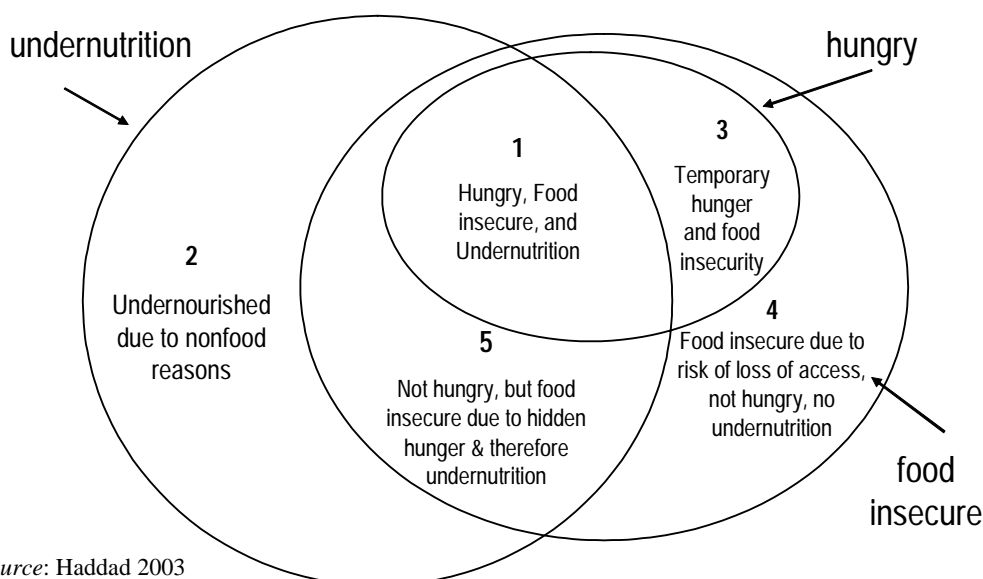 undernutrition
hungry
1
Hungry, Food
insecure, and
Undernutrition
3
Temporary
hunger
and food
insecurity
2
Undernourished
due to nonfood
reasons
5
Not hungry, but food
insecure due to hidden
hunger & therefore
undernutrition
4
Food insecure due to
risk of loss of access,
not hungry, no
undernutrition
food
insecure
urce: Haddad 2003